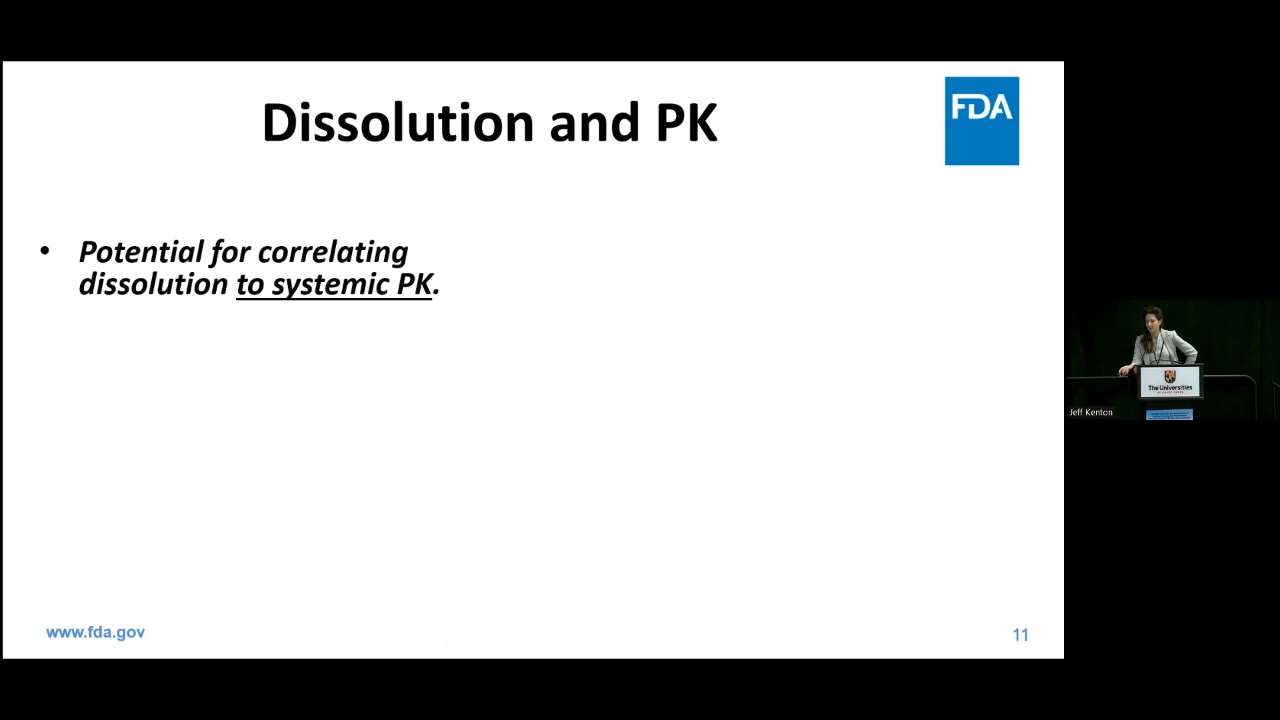 Dissolution and PK
FDA
• Potential for correlating
dissolution to systemic PK.
www.fda.gov
11
The Universities
Jeff Kenton